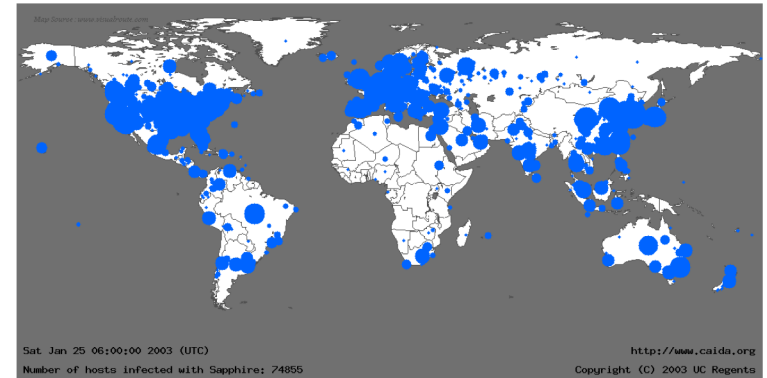 Map Source: www.visualroute.com
Sat Jan 25 06:00:00 2003 (UTC)
http://www.caida.org
Number of hosts infected with Sapphire: 74855
Copyright (C) 2003 UC Regents